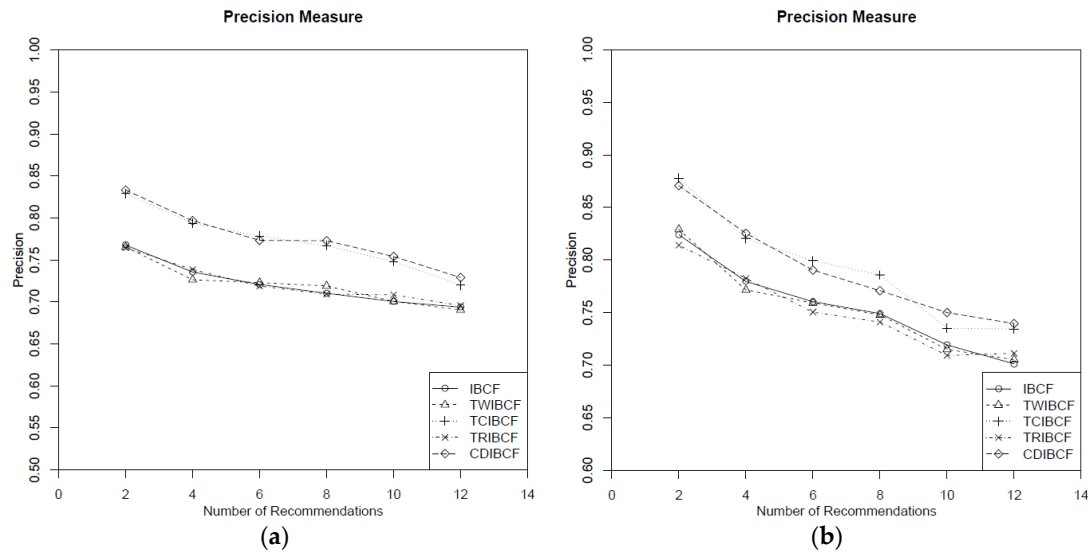 Precision Measure
Precision
1.00
0.95
0.90
0.85
0.80
0.75
0.70
0.65
0.60
0.55
0.50
IBCF
TWIBCF
TCIBCF
TRIBCF
CDIBCF
0 2 4 6 8 10 12 14
Number of Recommendations
(a)
Precision Measure
Precision
1.00
0.95
0.90
0.85
0.80
0.75
0.70
0.65
0.60
IBCF
TWIBCF
TCIBCF
TRIBCF
CDIBCF
0 2 4 6 8 10 12 14
Number of Recommendations
(b)